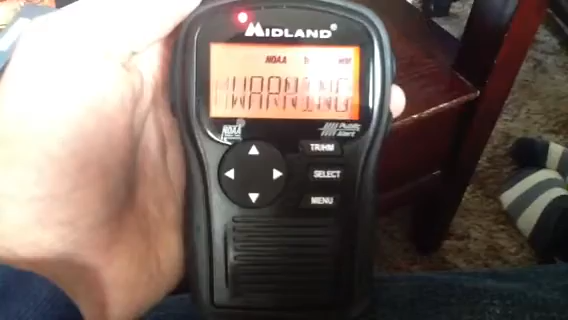 MIDLAND
NOAA
WARNING
NOAA
Public
Alert
TR/HM
SELECT
MENU